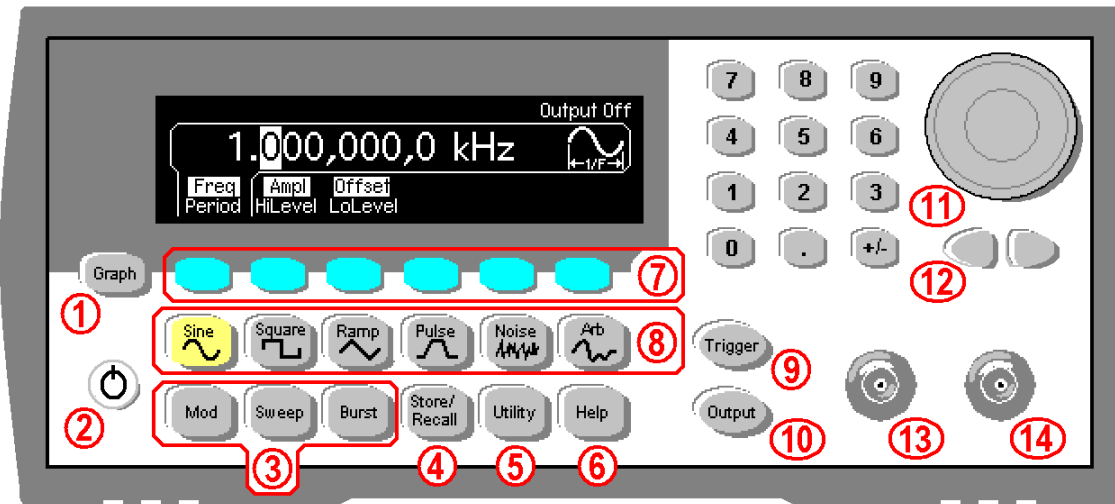 Output Off
1.000,000,0 kHz
←1/F→
Freq Ampl Offset
Period HiLevel LoLevel
7 8 9
4 5 6
1 2 3
0 . +/-
11
12
Graph
1
7
Sine Square Ramp Pulse Noise Arb
8
Trigger
9
2
Mod Sweep Burst Store/
Recall Utility Help
Output
3 4 5 6
10 13 14